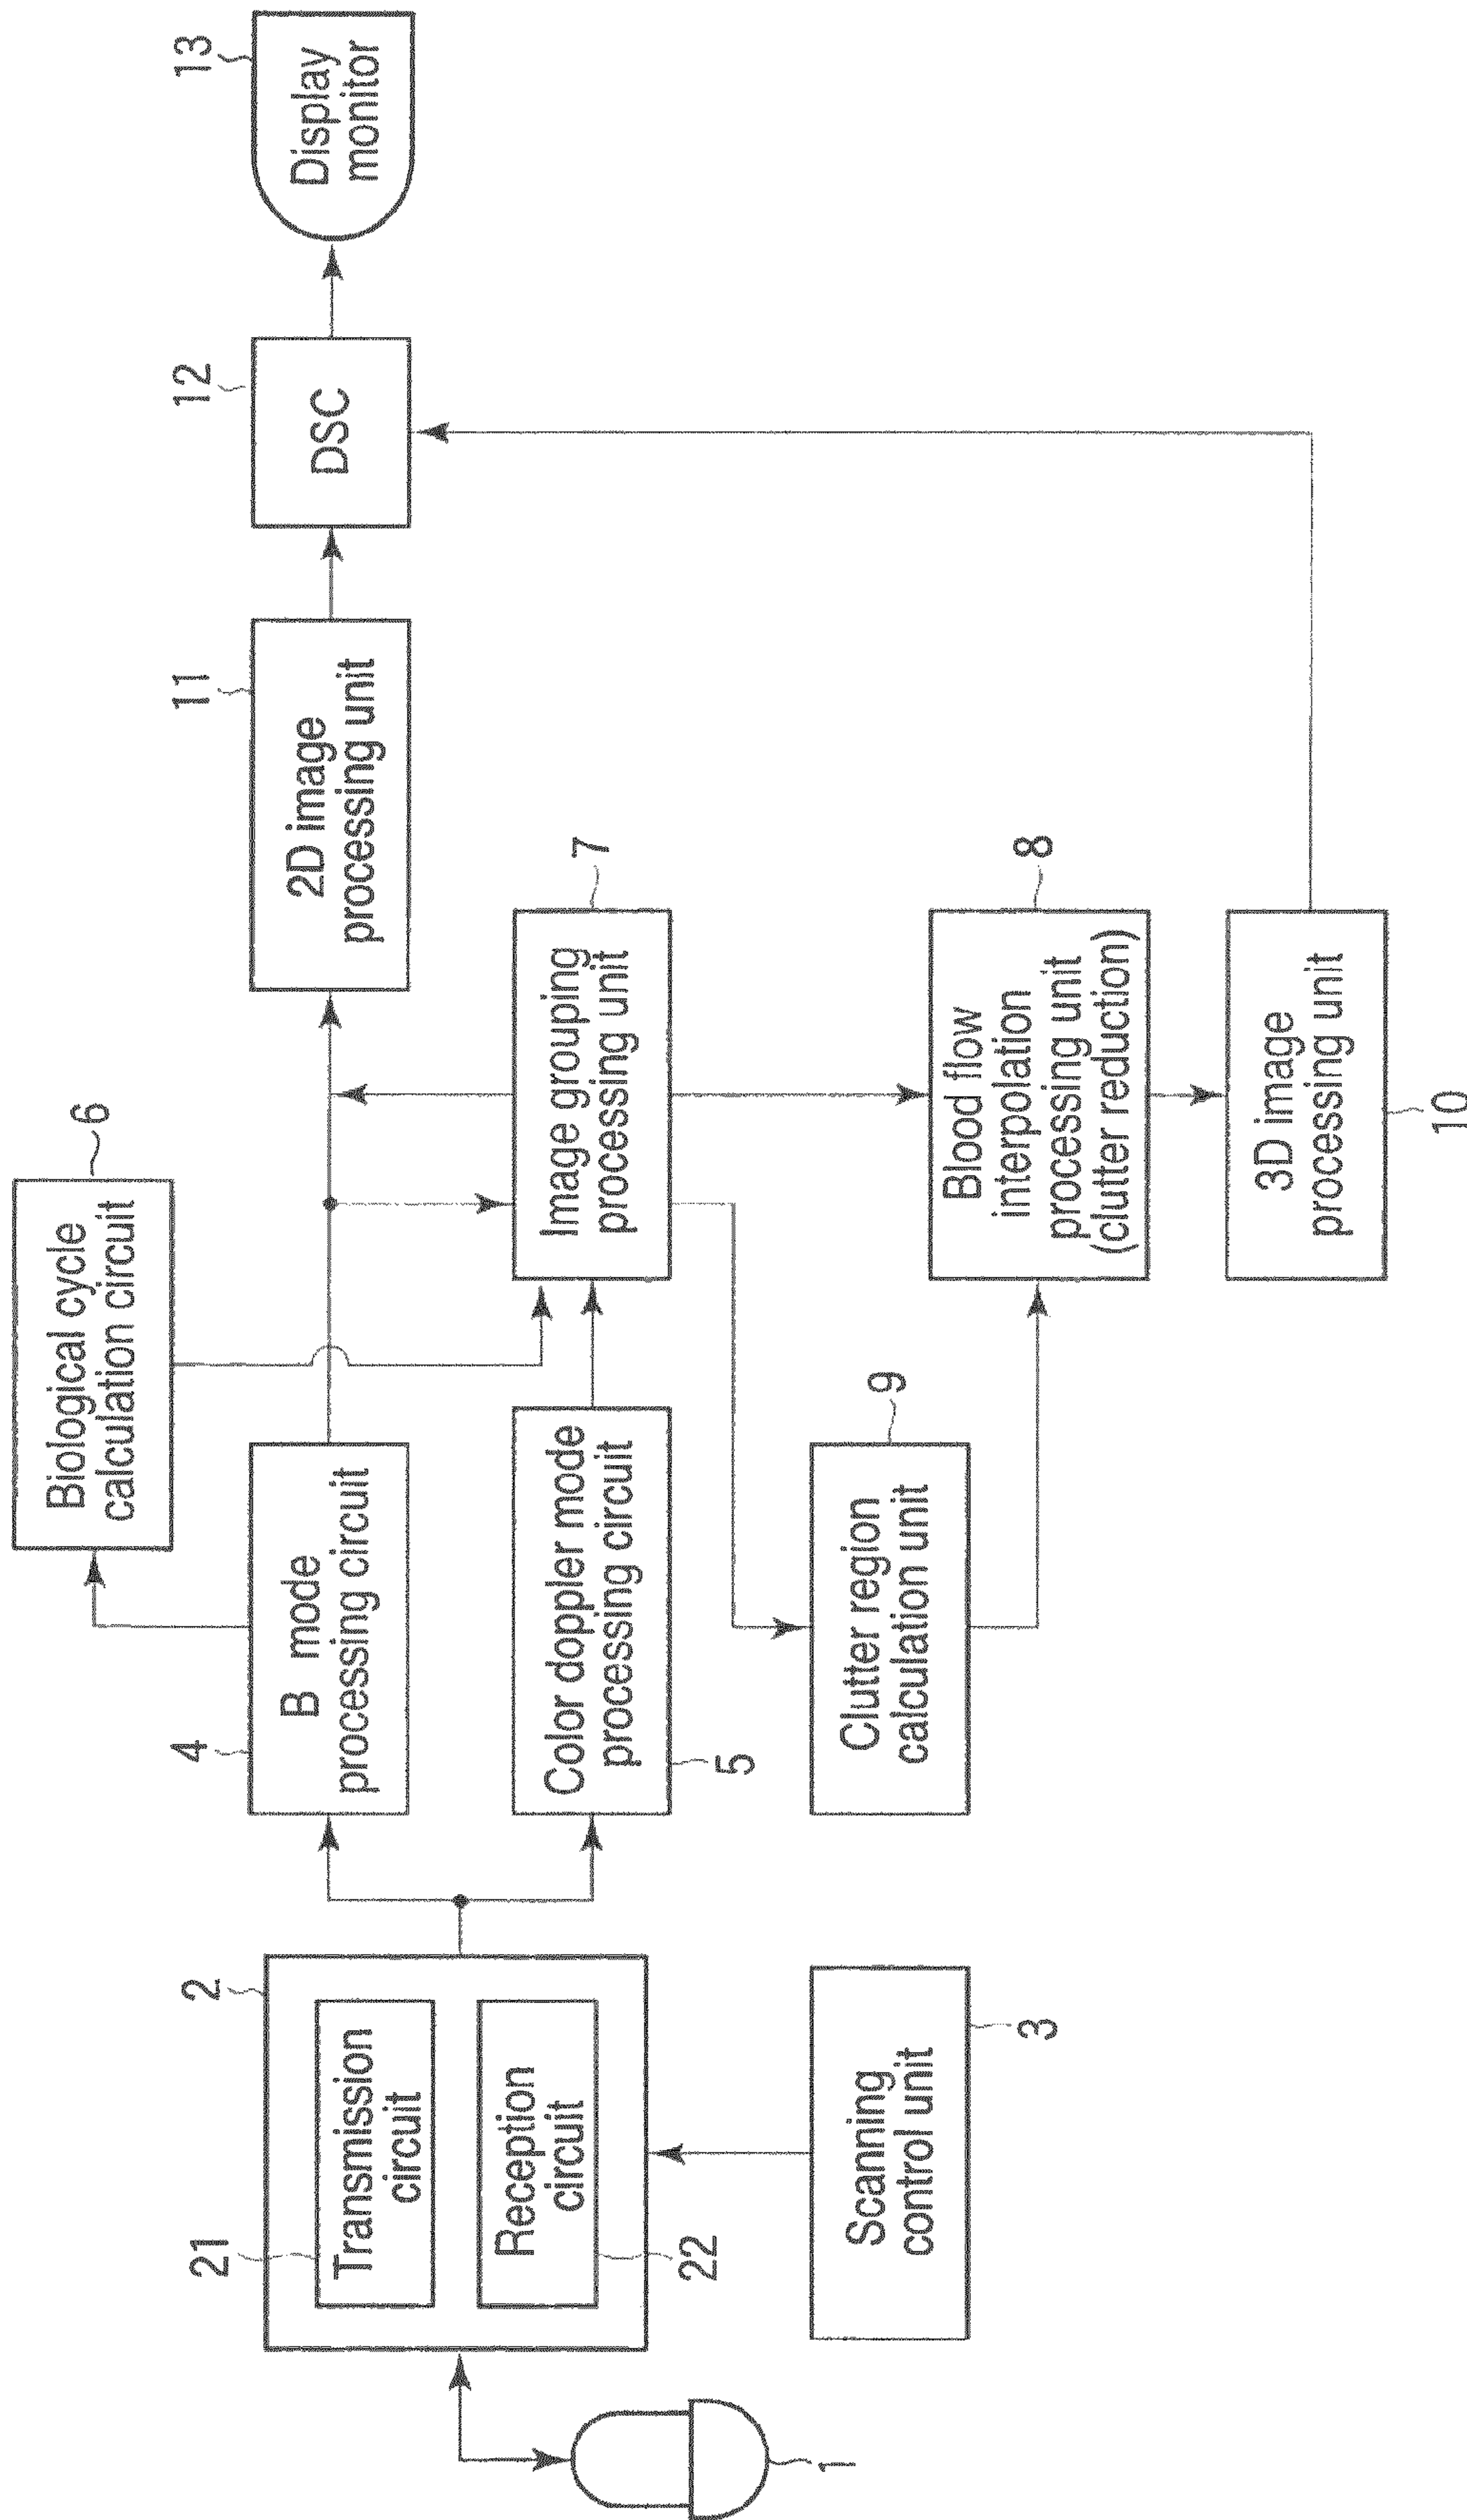 1
2
21
Transmission
circuit
Reception
circuit
22
Scanning
control unit
3
4
B mode
processing circuit
Color doppler mode
processing circuit
5
Biological cycle
calculation circuit
6
Clutter region
calculation unit
9
Image grouping
processing unit
7
Blood flow
interpolation
processing unit
(clutter reduction)
8
3D image
processing unit
10
11
2D image
processing unit
12
DSC
13
Display
monitor